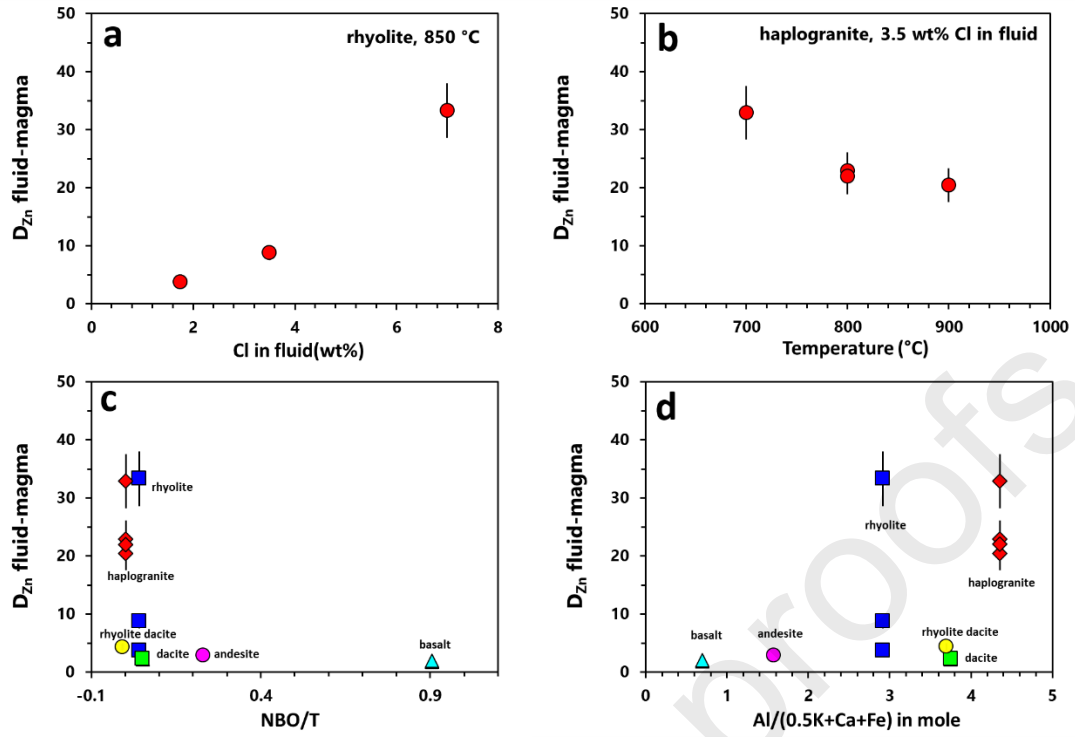 a
rhyolite, 850 °C
50
40
30
20
10
0
D_Zn fluid-magma
0 2 4 6 8
Cl in fluid(wt%)
b
haplogranite, 3.5 wt% Cl in fluid
50
40
30
20
10
0
D_Zn fluid-magma
600 700 800 900 1000
Temperature (°C)
c
50
40
30
20
10
0
D_Zn fluid-magma
rhyolite
haplogranite
rhyolite dacite
dacite
andesite
basalt
-0.1 0.4 0.9
NBO/T
d
50
40
30
20
10
0
D_Zn fluid-magma
rhyolite
haplogranite
basalt
andesite
rhyolite dacite
dacite
0 1 2 3 4 5
Al/(0.5K+Ca+Fe) in mole
proofs